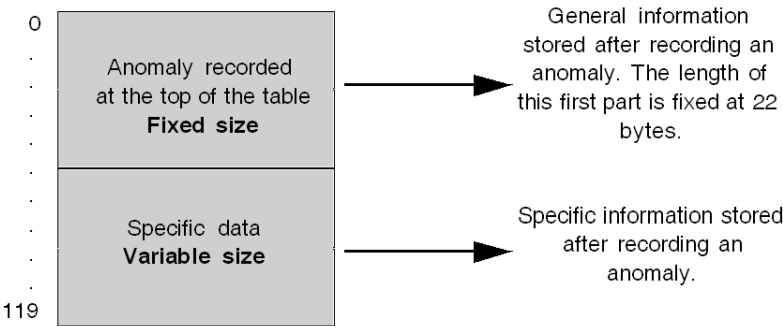 0
Anomaly recorded
at the top of the table
Fixed size
General information
stored after recording an
anomaly. The length of
this first part is fixed at 22
bytes.
Specific data
Variable size
Specific information stored
after recording an
anomaly.
119